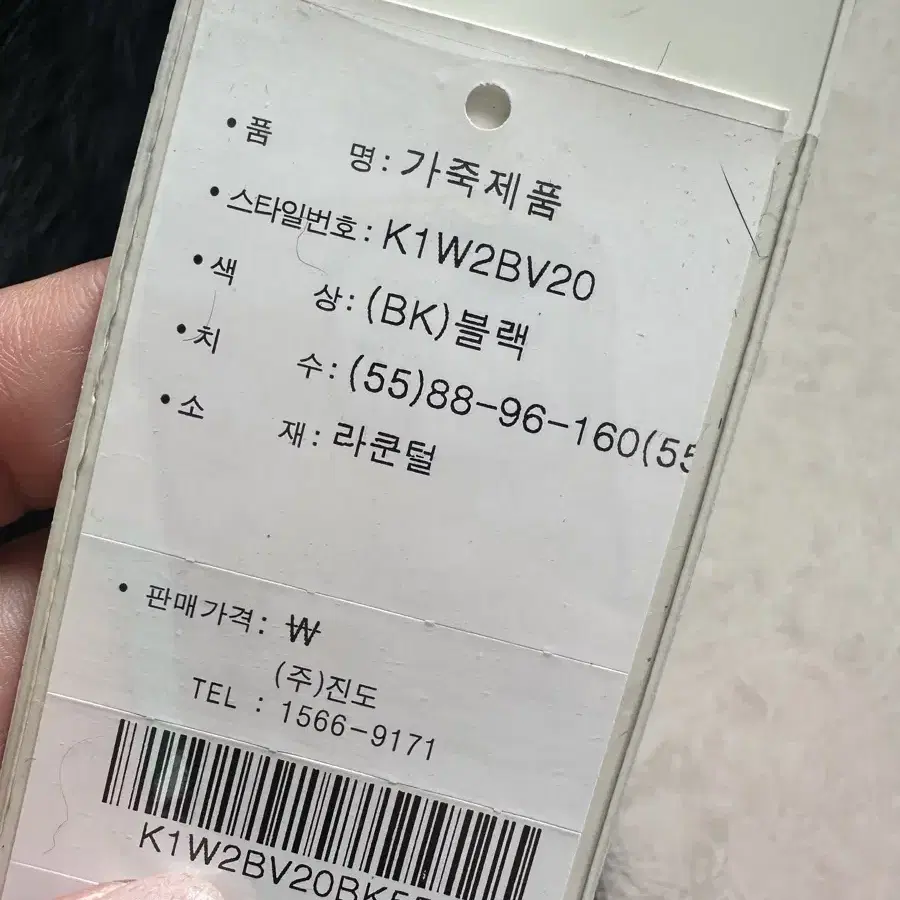 • 품 명 : 가죽제품
• 스타일번호 : K1W2BV20
• 색 상 : (BK)블랙
• 치 수 : (55)88-96-160(55
• 소 재 : 라쿤털
• 판매가격 : ₩
(주)진도
TEL : 1566-9171
K1W2BV20BK55